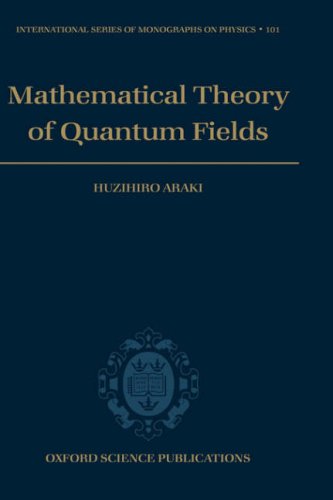 INTERNATIONAL SERIES OF MONOGRAPHS ON PHYSICS • 101
Mathematical Theory
of Quantum Fields
HUZIHIRO ARAKI
OXFORD SCIENCE PUBLICATIONS